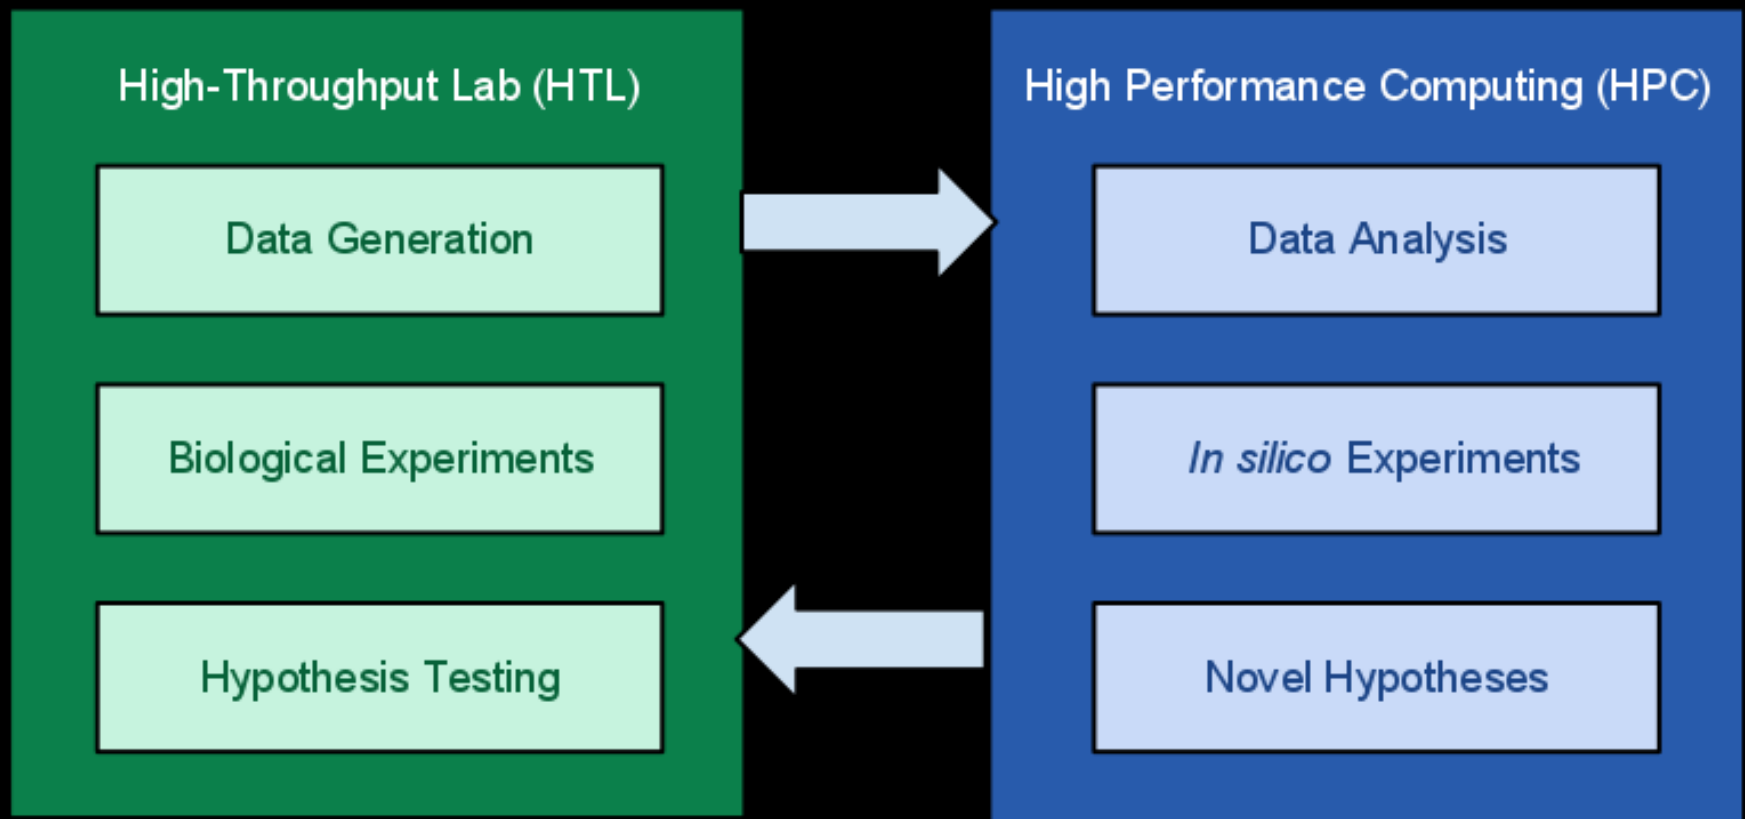 High-Throughput Lab (HTL)
Data Generation
Biological Experiments
Hypothesis Testing
High Performance Computing (HPC)
Data Analysis
In silico Experiments
Novel Hypotheses